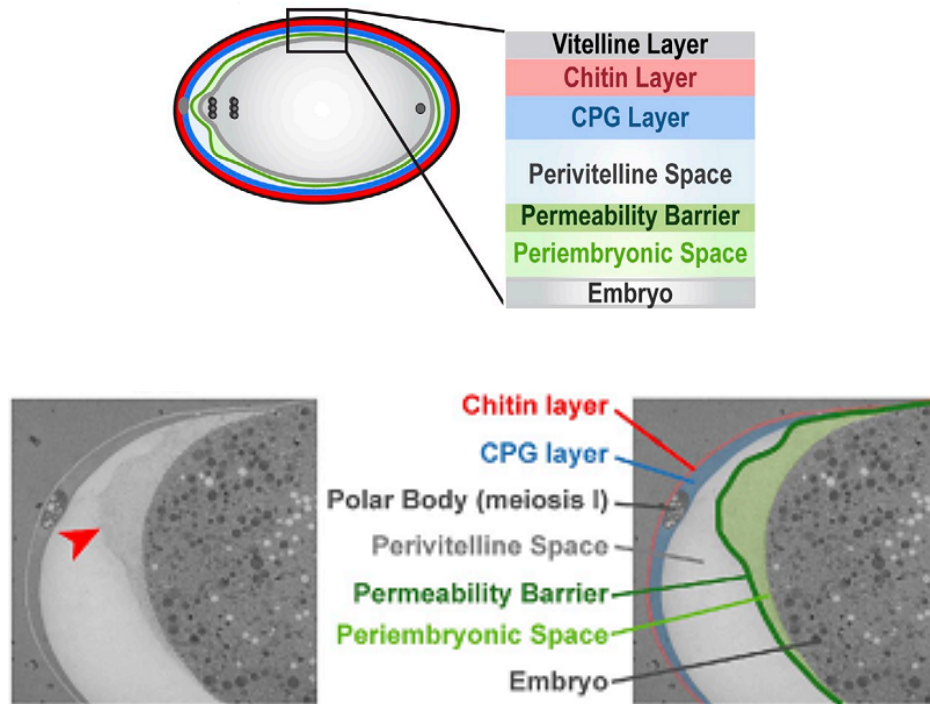 Vitelline Layer
Chitin Layer
CPG Layer
Perivitelline Space
Permeability Barrier
Periembryonic Space
Embryo
Chitin layer
CPG layer
Polar Body (meiosis I)
Perivitelline Space
Permeability Barrier
Periembryonic Space
Embryo